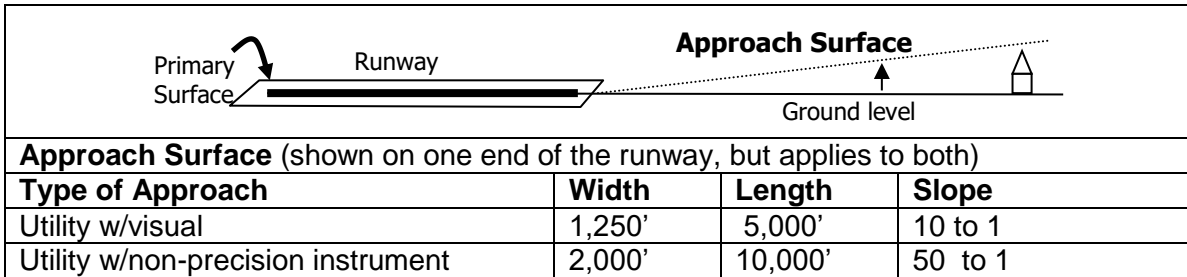 Approach Surface
Primary Surface
Runway
Ground level
Approach Surface (shown on one end of the runway, but applies to both)
Type of Approach Width Length Slope
Utility w/visual 1,250’ 5,000’ 10 to 1
Utility w/non-precision instrument 2,000’ 10,000’ 50 to 1